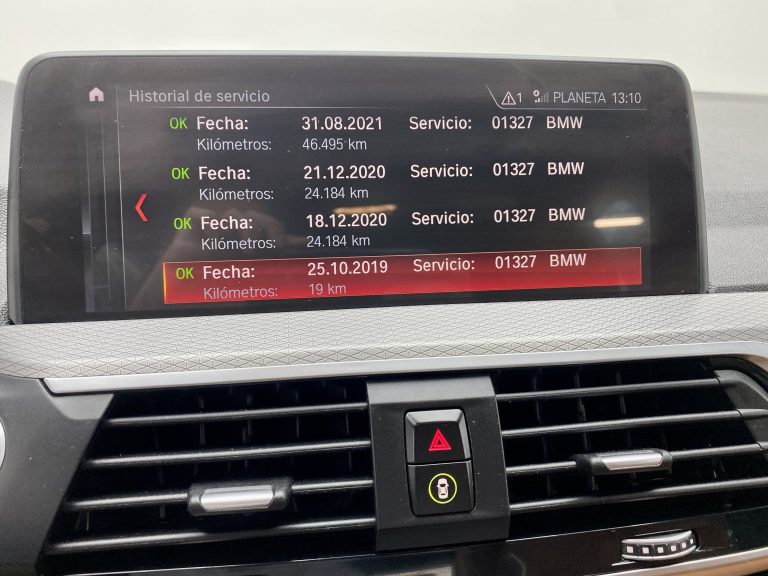 Historial de servicio 1 PLANETA 13:10
OK Fecha: 31.08.2021 Servicio: 01327 BMW
Kilómetros: 46.495 km
OK Fecha: 21.12.2020 Servicio: 01327 BMW
Kilómetros: 24.184 km
OK Fecha: 18.12.2020 Servicio: 01327 BMW
Kilómetros: 24.184 km
OK Fecha: 25.10.2019 Servicio: 01327 BMW
Kilómetros: 19 km